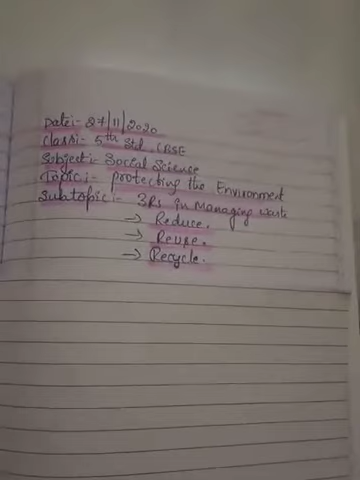 Date:- 27/11/2020
Class:- 5th Std, CBSE
Subject:- Social Science
Topic:- protecting the Environment
Subtopic:- 3Rs in Managing waste
→ Reduce.
→ Reuse.
→ Recycle.